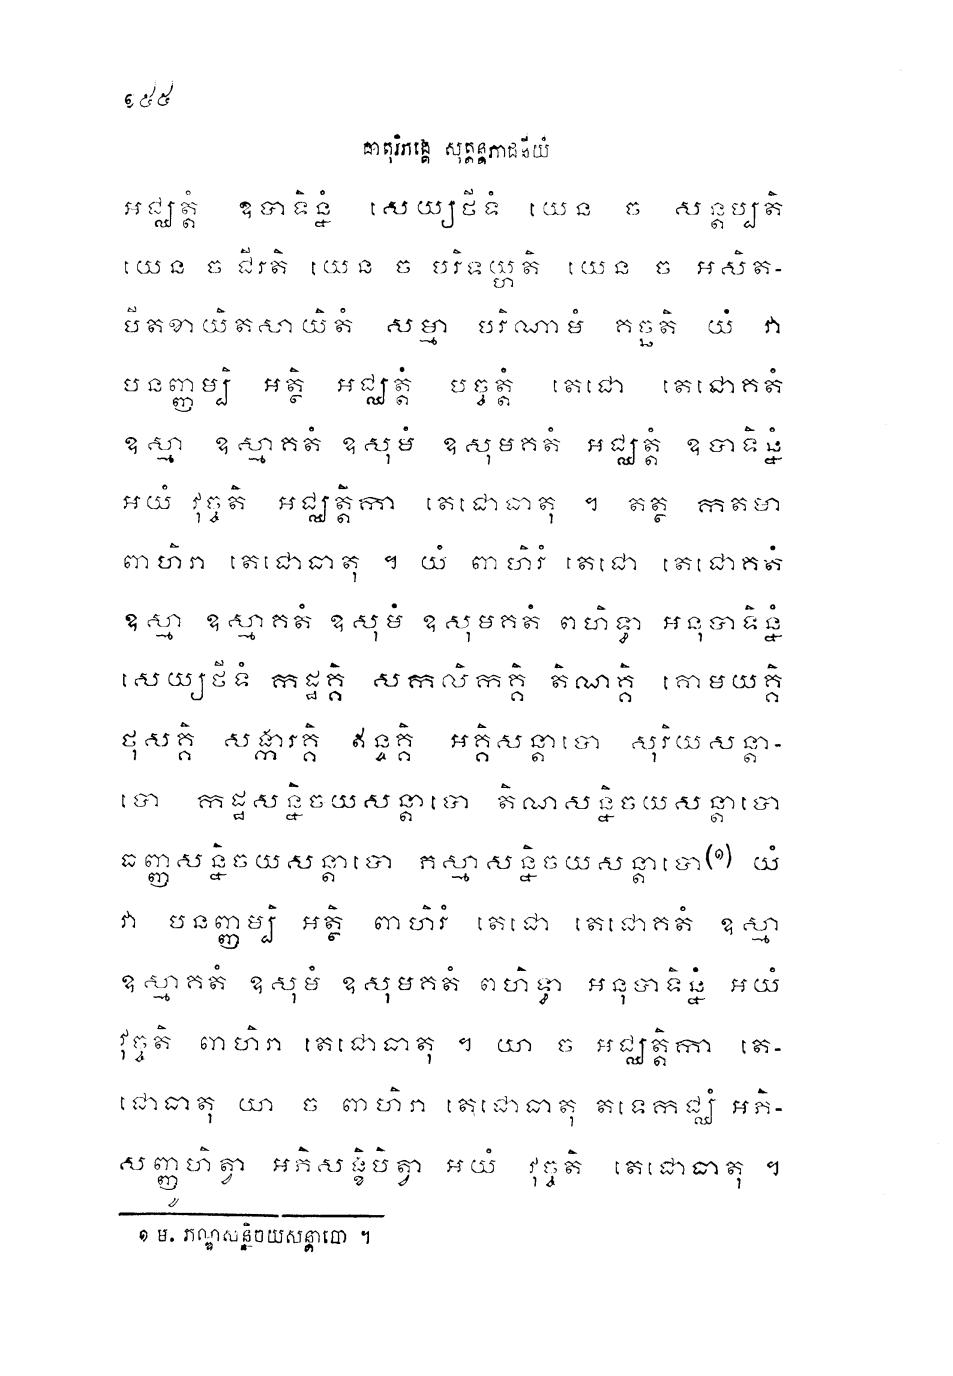 ១៨៨
ធាតុវិភង្គេ សុត្តន្តភាជនីយំ
អជ្ឈត្តំ ឧបាទិន្នំ សេយ្យថីទំ យេន ច សន្តប្បតិ
យេន ច ជីរតិ យេន ច បរិឌយ្ហតិ យេន ច អសិត-
បីតខាយិតសាយិតំ សម្មា បរិណាមំ គច្ឆតិ យំ វា
បនញ្ញម្បិ អត្ថិ អជ្ឈត្តំ បច្ចត្តំ តេជោ តេជោគតំ
ឧស្មា ឧស្មាគតំ ឧសុមំ ឧសុមគតំ អជ្ឈត្តំ ឧបាទិន្នំ
អយំ វុច្ចតិ អជ្ឈត្តិកា តេជោធាតុ ។ តត្ថ កតមា
ពាហិរា តេជោធាតុ ។ យំ ពាហិរំ តេជោ តេជោគតំ
ឧស្មា ឧស្មាគតំ ឧសុមំ ឧសុមគតំ ពហិទ្ធា អនុបាទិន្នំ
សេយ្យថីទំ កដ្ឋគ្គិ សកលិកគ្គិ តិណគ្គិ គោមយគ្គិ
ថុសគ្គិ សង្ការគ្គិ ឥន្ទគ្គិ អគ្គិសន្តាបោ សុរិយសន្តា-
បោ កដ្ឋសន្និចយសន្តាបោ តិណសន្និចយសន្តាបោ
ធញ្ញសន្និចយសន្តាបោ ភស្មាសន្និចយសន្តាបោ(១) យំ
វា បនញ្ញម្បិ អត្ថិ ពាហិរំ តេជោ តេជោគតំ ឧស្មា
ឧស្មាគតំ ឧសុមំ ឧសុមគតំ ពហិទ្ធា អនុបាទិន្នំ អយំ
វុច្ចតិ ពាហិរា តេជោធាតុ ។ យា ច អជ្ឈត្តិកា តេ-
ជោធាតុ យា ច ពាហិរា តេជោធាតុ តទេកជ្ឈំ អភិ-
សញ្ញូហិត្វា អភិសង្ខិបិត្វា អយំ វុច្ចតិ តេជោធាតុ ។
១ ម. ភណ្ឌសន្និចយសន្តាបោ ។